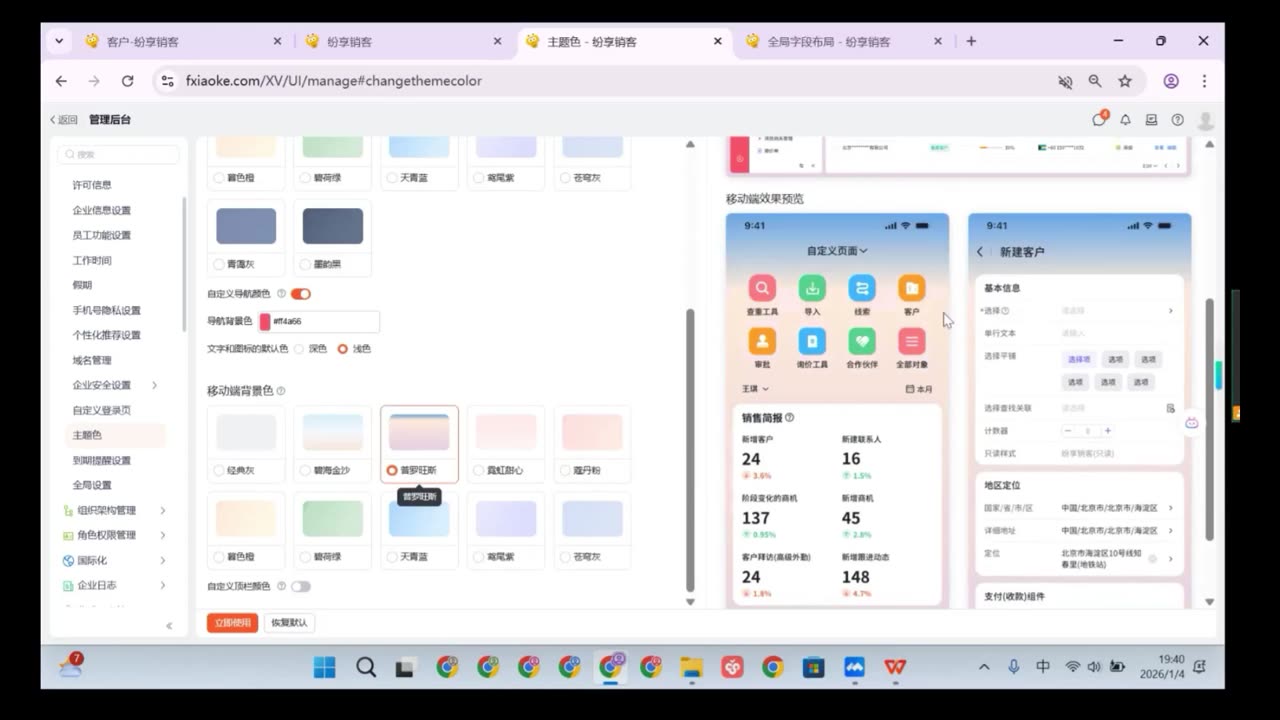 客户-纷享销客
纷享销客
主题色 - 纷享销客
全局字段布局 - 纷享销客
fxiaoke.com/XV/UI/manage#changethemecolor
返回
管理后台
4
搜索
许可信息
企业信息设置
员工功能设置
工作时间
假期
手机号隐私设置
个性化推荐设置
域名管理
企业安全设置
自定义登录页
主题色
到期提醒设置
全局设置
组织架构管理
角色权限管理
国际化
企业日志
暮色橙
碧荷绿
天青蓝
鸢尾紫
苍穹灰
青霭灰
墨韵黑
自定义导航颜色
导航背景色
#ff4a66
文字和图标的默认色
深色
浅色
移动端背景色
经典灰
碧海金沙
普罗旺斯
霓虹甜心
蔻丹粉
普罗旺斯
暮色橙
碧荷绿
天青蓝
鸢尾紫
苍穹灰
自定义顶栏颜色
立即使用
恢复默认
移动端效果预览
9:41
自定义页面
查重工具
导入
线索
客户
审批
询价工具
合作伙伴
全部对象
王琪
本月
销售简报
新增客户
新建联系人
24
16
3.6%
1.5%
阶段变化的商机
新增商机
137
45
0.95%
2.8%
客户拜访(高级外勤)
新增跟进动态
24
148
1.8%
4.7%
9:41
新建客户
基本信息
*选择
请选择
单行文本
请输入
选择平铺
选择项
选项
选项
选项
选项
选项
选择查找关联
请选择
计数器
0
只读样式
纷享销客(只读)
地区定位
国家/省/市/区
中国/北京市/北京市/海淀区
详细地址
中国/北京市/北京市/海淀区
定位
北京市海淀区10号线知
春里(地铁站)
支付(收款)组件
7
中
19:40
2026/1/4